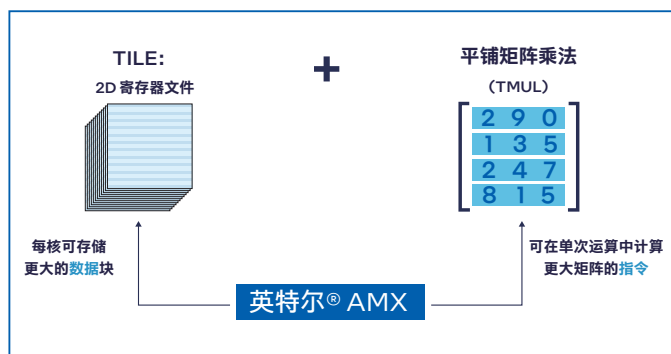 TILE:
2D 寄存器文件
+
平铺矩阵乘法
(TMUL)
2 9 0
1 3 5
2 4 7
8 1 5
每核可存储
更大的数据块
可在单次运算中计算
更大矩阵的指令
英特尔® AMX